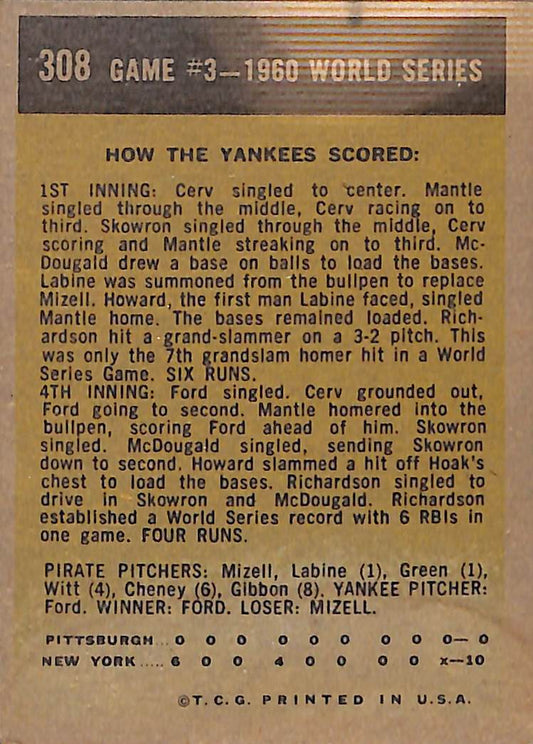 308 GAME #3—1960 WORLD SERIES
HOW THE YANKEES SCORED:
1ST INNING: Cerv singled to center. Mantle
singled through the middle, Cerv racing on to
third. Skowron singled through the middle, Cerv
scoring and Mantle streaking on to third. Mc-
Dougald drew a base on balls to load the bases.
Labine was summoned from the bullpen to replace
Mizell. Howard, the first man Labine faced, singled
Mantle home. The bases remained loaded. Rich-
ardson hit a grand-slammer on a 3-2 pitch. This
was only the 7th grandslam homer hit in a World
Series Game. SIX RUNS.
4TH INNING: Ford singled. Cerv grounded out,
Ford going to second. Mantle homered into the
bullpen, scoring Ford ahead of him. Skowron
singled. McDougald singled, sending Skowron
down to second. Howard slammed a hit off Hoak's
chest to load the bases. Richardson singled to
drive in Skowron and McDougald. Richardson
established a World Series record with 6 RBIs in
one game. FOUR RUNS.
PIRATE PITCHERS: Mizell, Labine (1), Green (1),
Witt (4), Cheney (6), Gibbon (8). YANKEE PITCHER:
Ford. WINNER: FORD. LOSER: MIZELL.
PITTSBURGH... 0 0 0 0 0 0 0 0 0— 0
NEW YORK..... 6 0 0 4 0 0 0 0 x—10
©T.C.G. PRINTED IN U.S.A.